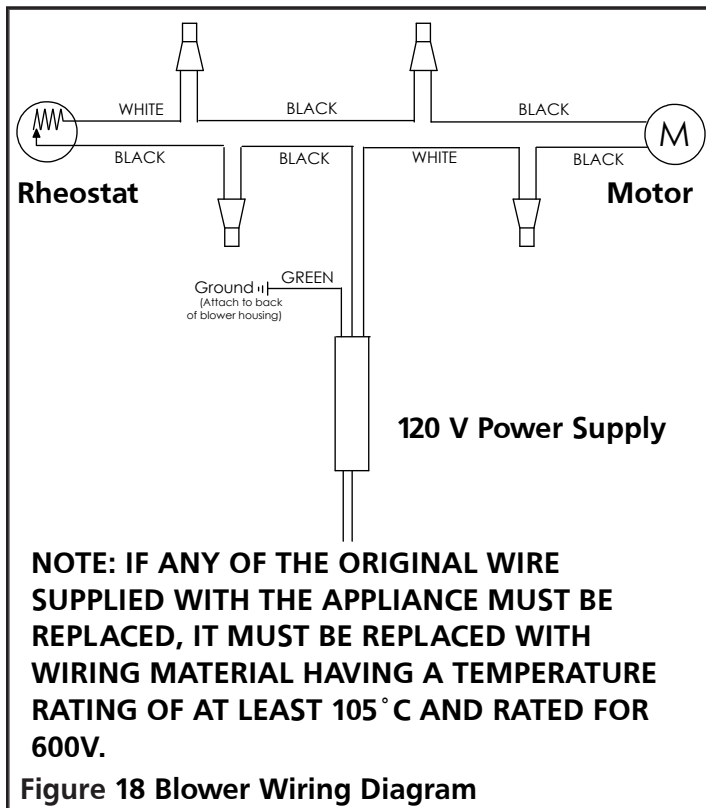 WHITE
BLACK
BLACK
M
BLACK
BLACK
WHITE
BLACK
Rheostat
Motor
Ground
GREEN
(Attach to back
of blower housing)
120 V Power Supply
NOTE: IF ANY OF THE ORIGINAL WIRE
SUPPLIED WITH THE APPLIANCE MUST BE
REPLACED, IT MUST BE REPLACED WITH
WIRING MATERIAL HAVING A TEMPERATURE
RATING OF AT LEAST 105˚C AND RATED FOR
600V.
Figure 18 Blower Wiring Diagram